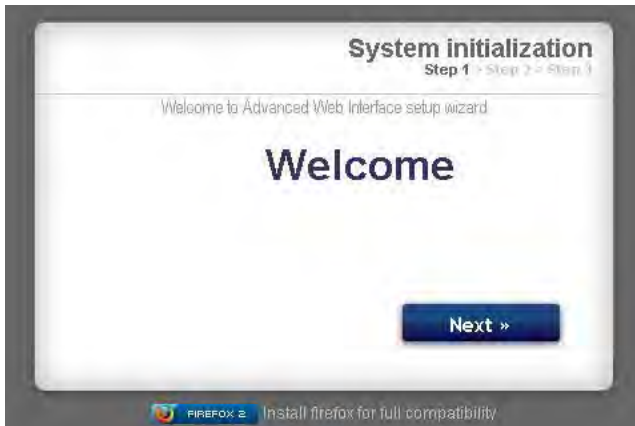 System initialization
Step 1 > Step 2 > Step 3
Welcome to Advanced Web Interface setup wizard
Welcome
Next »
FIREFOX 2 Install firefox for full compatibility